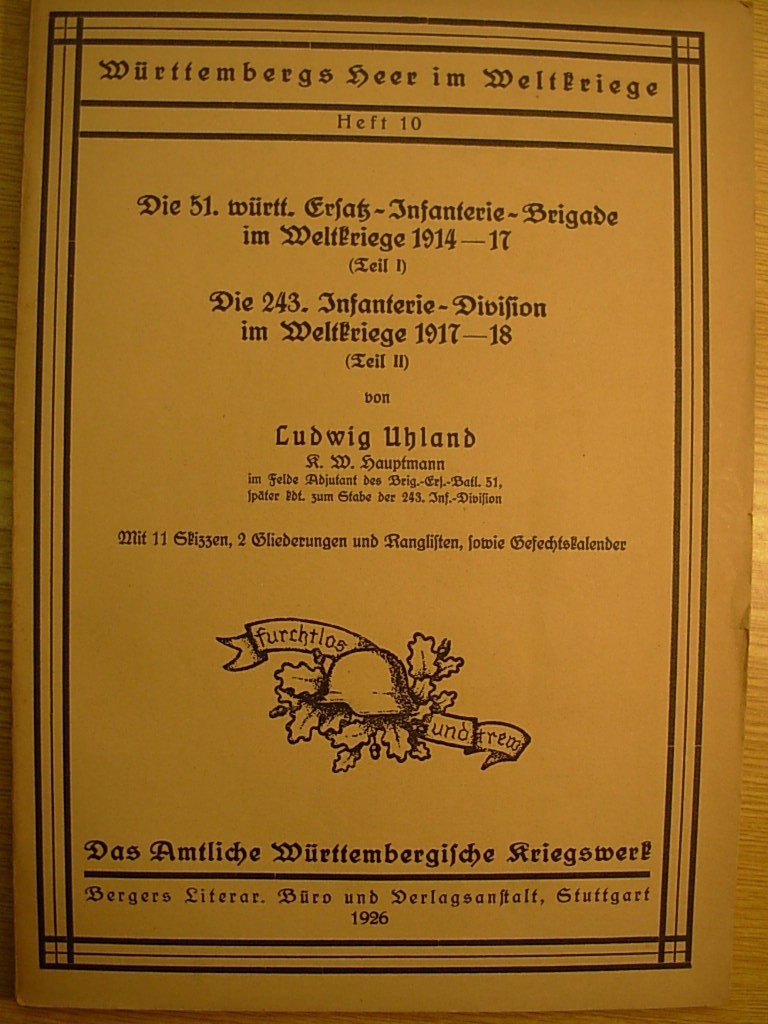 Württembergs Heer im Weltkriege
Heft 10
Die 51. württ. Erſatz-Infanterie-Brigade
im Weltkriege 1914—17
(Teil I)
Die 243. Infanterie-Diviſion
im Weltkriege 1917—18
(Teil II)
von
Ludwig Uhland
K. W. Hauptmann
im Felde Adjutant des Brig.-Erſ.-Batl. 51,
ſpäter kdt. zum Stabe der 243. Inf.-Diviſion
Mit 11 Skizzen, 2 Gliederungen und Rangliſten, ſowie Gefechtskalender
furchtlos
und trew
Das Amtliche Württembergiſche Kriegswerk
Bergers Literar. Büro und Verlagsanſtalt, Stuttgart
1926